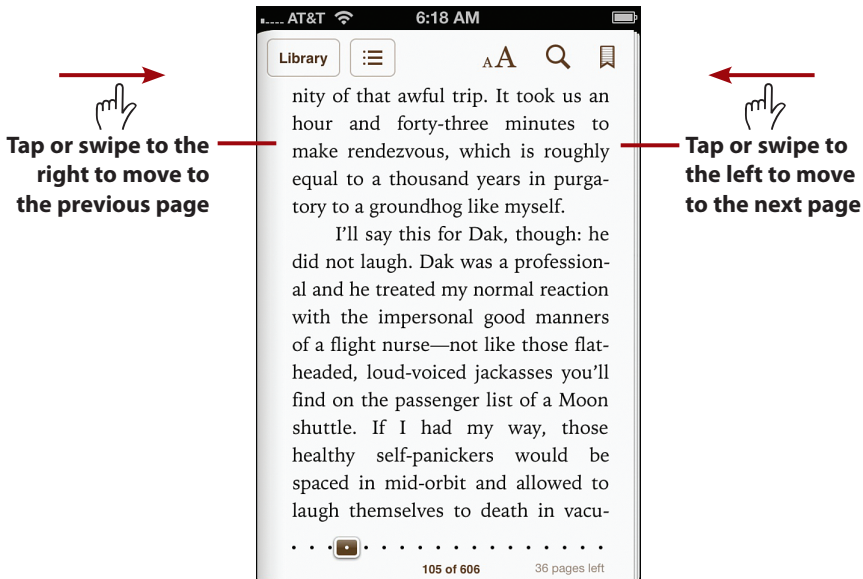 AT&T 6:18 AM
Library AA
Tap or swipe to the
right to move to
the previous page
nity of that awful trip. It took us an
hour and forty-three minutes to
make rendezvous, which is roughly
equal to a thousand years in purga-
tory to a groundhog like myself.
I’ll say this for Dak, though: he
did not laugh. Dak was a profession-
al and he treated my normal reaction
with the impersonal good manners
of a flight nurse—not like those flat-
headed, loud-voiced jackasses you’ll
find on the passenger list of a Moon
shuttle. If I had my way, those
healthy self-panickers would be
spaced in mid-orbit and allowed to
laugh themselves to death in vacu-
105 of 606 36 pages left
Tap or swipe to
the left to move
to the next page